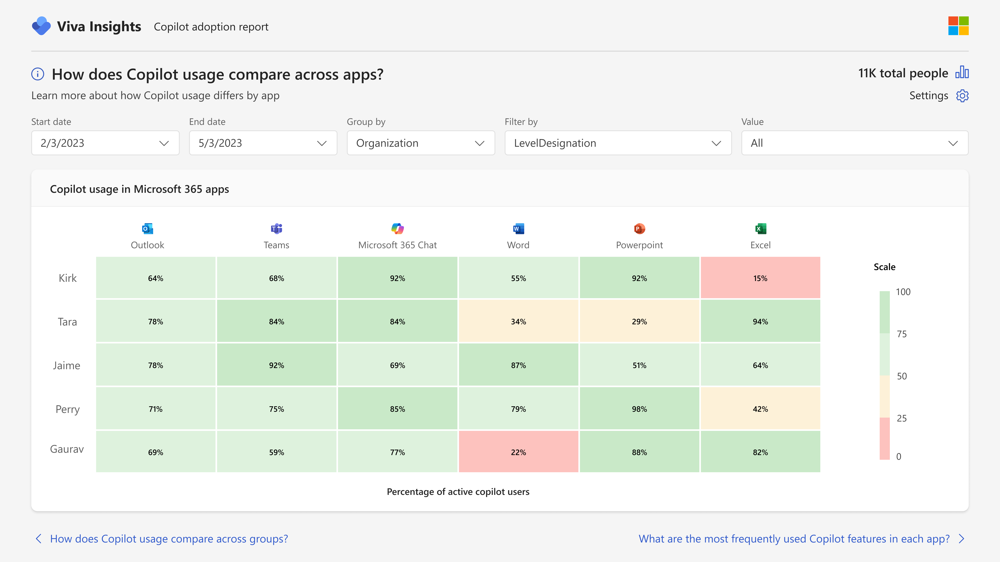 Viva Insights Copilot adoption report
How does Copilot usage compare across apps?
11K total people
Learn more about how Copilot usage differs by app
Settings
Start date End date Group by Filter by Value
2/3/2023 5/3/2023 Organization LevelDesignation All
Copilot usage in Microsoft 365 apps
Outlook Teams Microsoft 365 Chat Word Powerpoint Excel
Kirk 64% 68% 92% 55% 92% 15%
Tara 78% 84% 84% 34% 29% 94%
Jaime 78% 92% 69% 87% 51% 64%
Perry 71% 75% 85% 79% 98% 42%
Gaurav 69% 59% 77% 22% 88% 82%
Scale
100
75
50
25
0
Percentage of active copilot users
How does Copilot usage compare across groups?
What are the most frequently used Copilot features in each app?